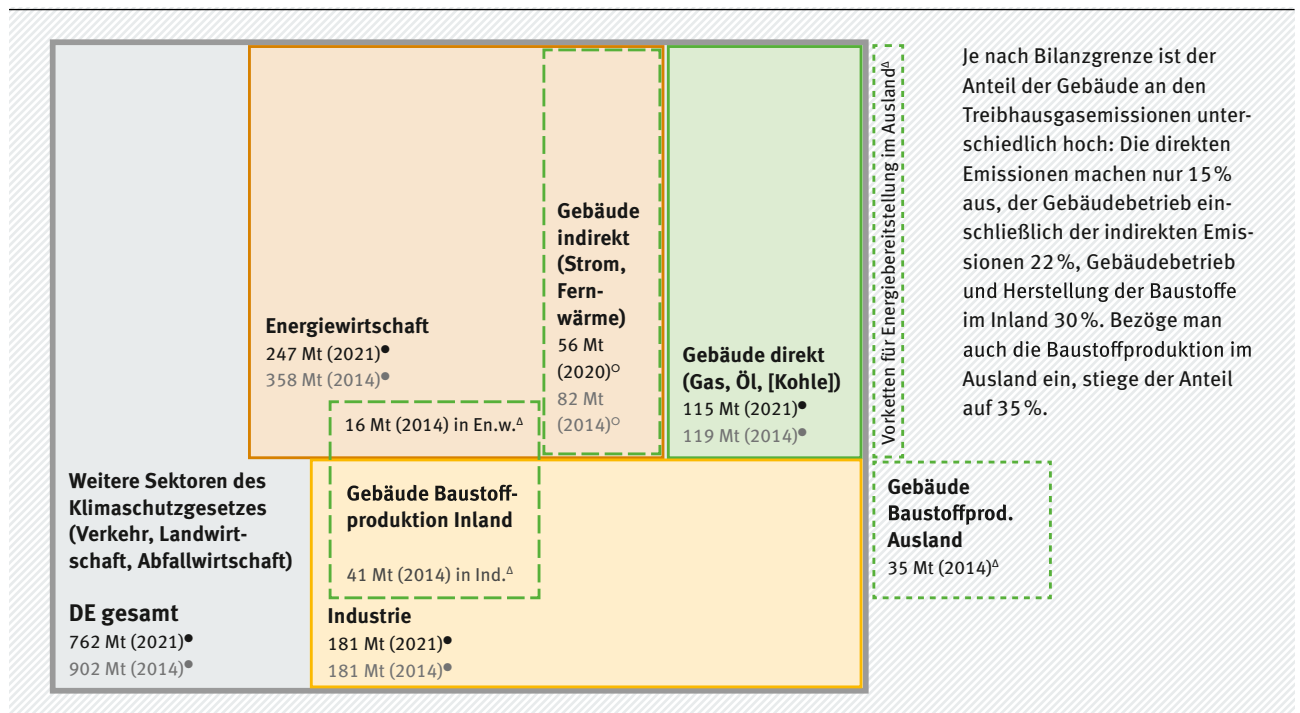 Energiewirtschaft
247 Mt (2021)●
358 Mt (2014)●
16 Mt (2014) in En.w.Δ
Gebäude
indirekt
(Strom,
Fern-
wärme)
56 Mt
(2020)○
82 Mt
(2014)○
Gebäude direkt
(Gas, Öl, [Kohle])
115 Mt (2021)●
119 Mt (2014)●
Vorketten für Energiebereitstellung im AuslandΔ
Je nach Bilanzgrenze ist der
Anteil der Gebäude an den
Treibhausgasemissionen unter-
schiedlich hoch: Die direkten
Emissionen machen nur 15 %
aus, der Gebäudebetrieb ein-
schließlich der indirekten Emis-
sionen 22 %, Gebäudebetrieb
und Herstellung der Baustoffe
im Inland 30 %. Bezöge man
auch die Baustoffproduktion im
Ausland ein, stiege der Anteil
auf 35 %.
Weitere Sektoren des
Klimaschutzgesetzes
(Verkehr, Landwirt-
schaft, Abfallwirtschaft)
DE gesamt
762 Mt (2021)●
902 Mt (2014)●
Gebäude Baustoff-
produktion Inland
41 Mt (2014) in Ind.Δ
Industrie
181 Mt (2021)●
181 Mt (2014)●
Gebäude
Baustoffprod.
Ausland
35 Mt (2014)Δ